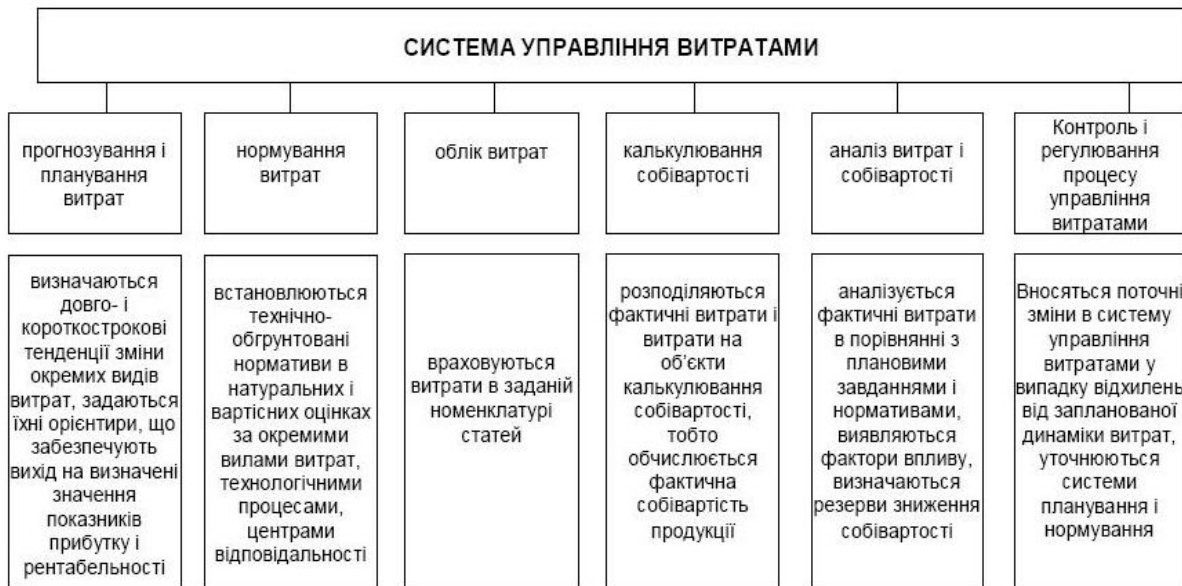 СИСТЕМА УПРАВЛІННЯ ВИТРАТАМИ
прогнозування і
планування
витрат
нормування
витрат
облік витрат
калькулювання
собівартості
аналіз витрат і
собівартості
Контроль і
регулювання
процесу
управління
витратами
визначаються
довго- і
короткострокові
тенденції зміни
окремих видів
витрат, задаються
їхні орієнтири, що
забезпечують
вихід на визначені
значення
показників
прибутку і
рентабельності
встановлюються
технічно-
обгрунтовані
нормативи в
натуральних і
вартісних оцінках
за окремими
вилами витрат,
технологічними
процесами,
центрами
відповідальності
враховуються
витрати в заданій
номенклатурі
статей
розподіляються
фактичні витрати і
витрати на
об’єкти
калькулювання
собівартості,
тобто
обчислюється
фактична
собівартість
продукції
аналізується
фактичні витрати
в порівнянні з
плановими
завданнями і
нормативами,
виявляються
фактори впливу,
визначаються
резерви зниження
собівартості
Вносяться поточні
зміни в систему
управління
витратами у
випадку відхилень
від запланованої
динаміки витрат,
уточнюються
системи
планування і
нормування